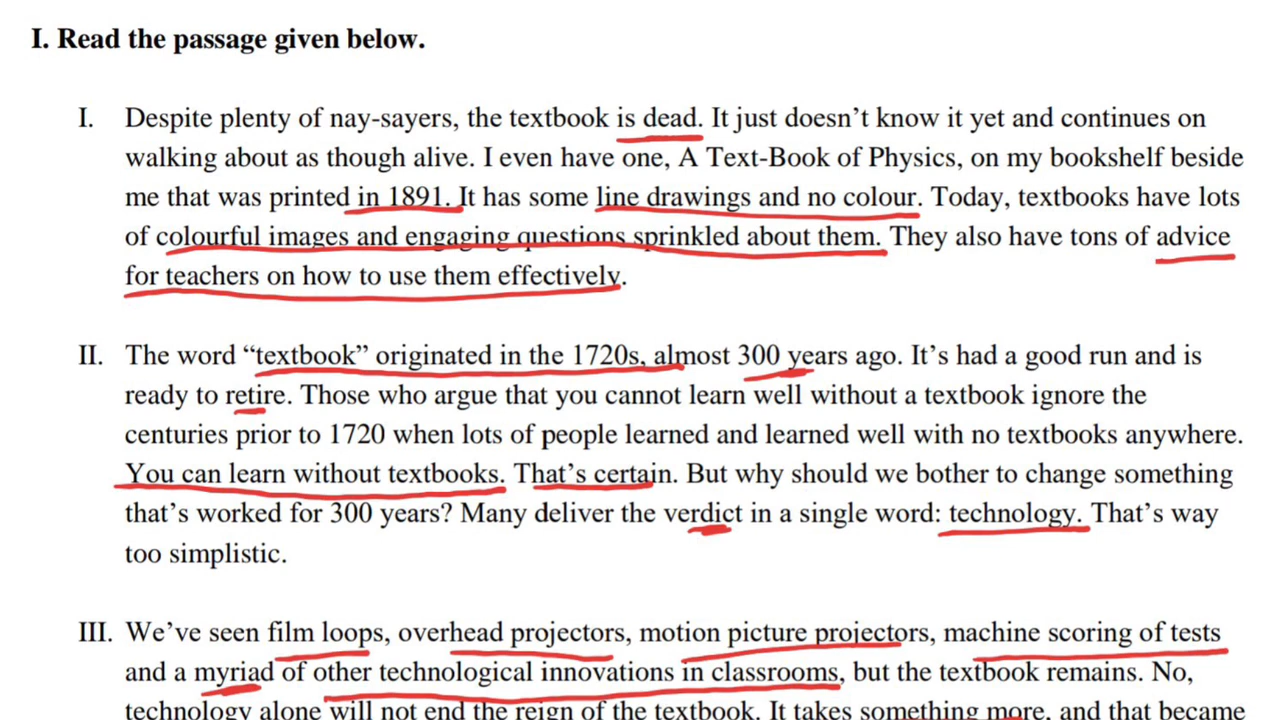 I. Read the passage given below.
I. Despite plenty of nay-sayers, the textbook is dead. It just doesn’t know it yet and continues on
walking about as though alive. I even have one, A Text-Book of Physics, on my bookshelf beside
me that was printed in 1891. It has some line drawings and no colour. Today, textbooks have lots
of colourful images and engaging questions sprinkled about them. They also have tons of advice
for teachers on how to use them effectively.
II. The word “textbook” originated in the 1720s, almost 300 years ago. It’s had a good run and is
ready to retire. Those who argue that you cannot learn well without a textbook ignore the
centuries prior to 1720 when lots of people learned and learned well with no textbooks anywhere.
You can learn without textbooks. That’s certain. But why should we bother to change something
that’s worked for 300 years? Many deliver the verdict in a single word: technology. That’s way
too simplistic.
III. We’ve seen film loops, overhead projectors, motion picture projectors, machine scoring of tests
and a myriad of other technological innovations in classrooms, but the textbook remains. No,
technology alone will not end the reign of the textbook. It takes something more, and that became